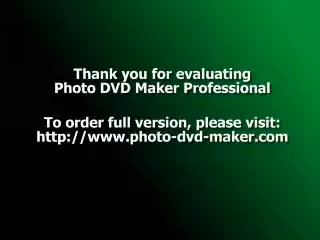 Thank you for evaluating
Photo DVD Maker Professional
To order full version, please visit:
http://www.photo-dvd-maker.com